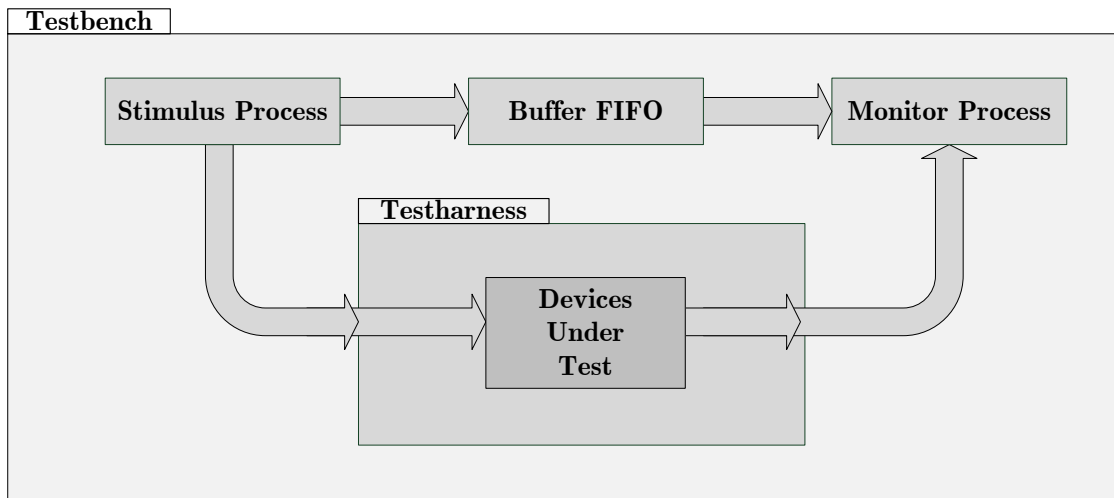 Testbench
Stimulus Process
Buffer FIFO
Monitor Process
Testharness
Devices
Under
Test